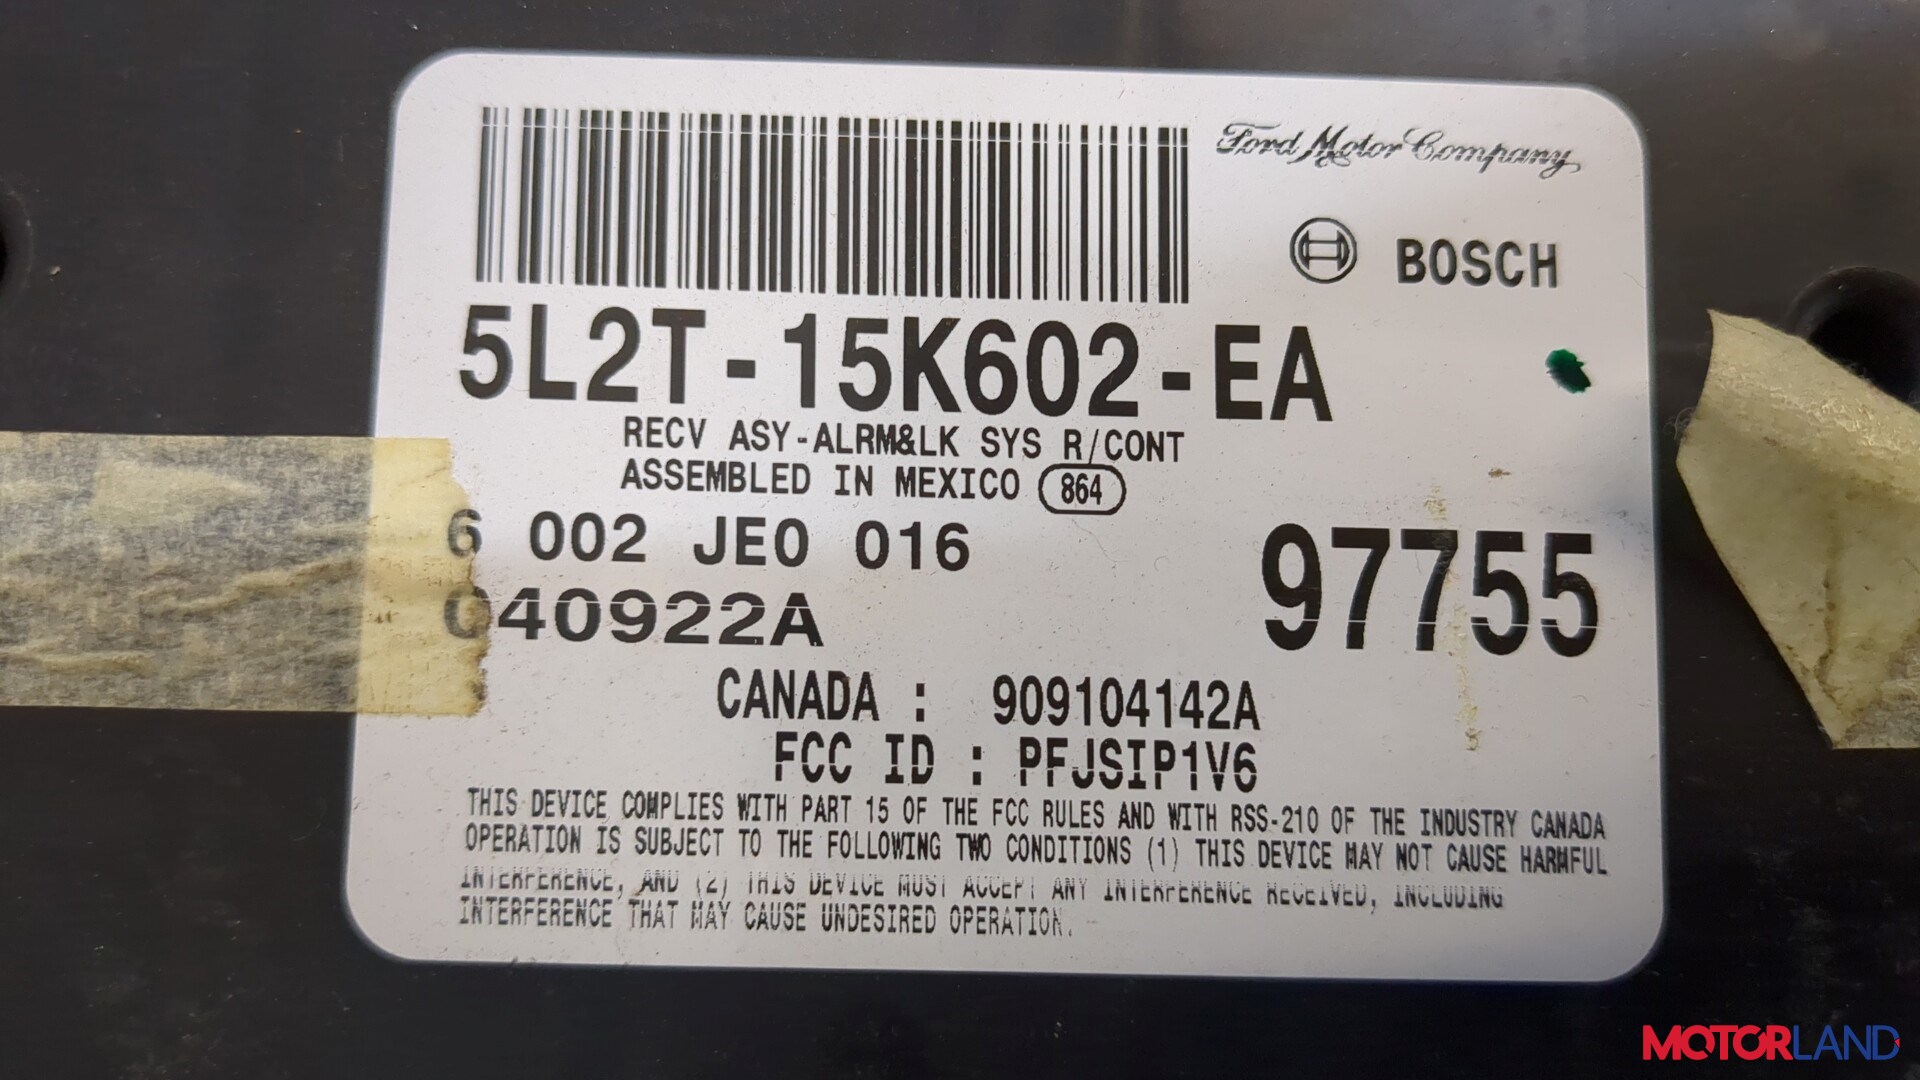 Ford Motor Company
BOSCH
5L2T-15K602-EA
RECV ASY-ALRM&LK SYS R/CONT
ASSEMBLED IN MEXICO 864
6 002 JE0 016
97755
040922A
CANADA : 909104142A
FCC ID : PFJSIP1V6
THIS DEVICE COMPLIES WITH PART 15 OF THE FCC RULES AND WITH RSS-210 OF THE INDUSTRY CANADA
OPERATION IS SUBJECT TO THE FOLLOWING TWO CONDITIONS (1) THIS DEVICE MAY NOT CAUSE HARMFUL
INTERFERENCE, AND (2) THIS DEVICE MUST ACCEPT ANY INTERFERENCE RECEIVED, INCLUDING
INTERFERENCE THAT MAY CAUSE UNDESIRED OPERATION.
MOTORLAND